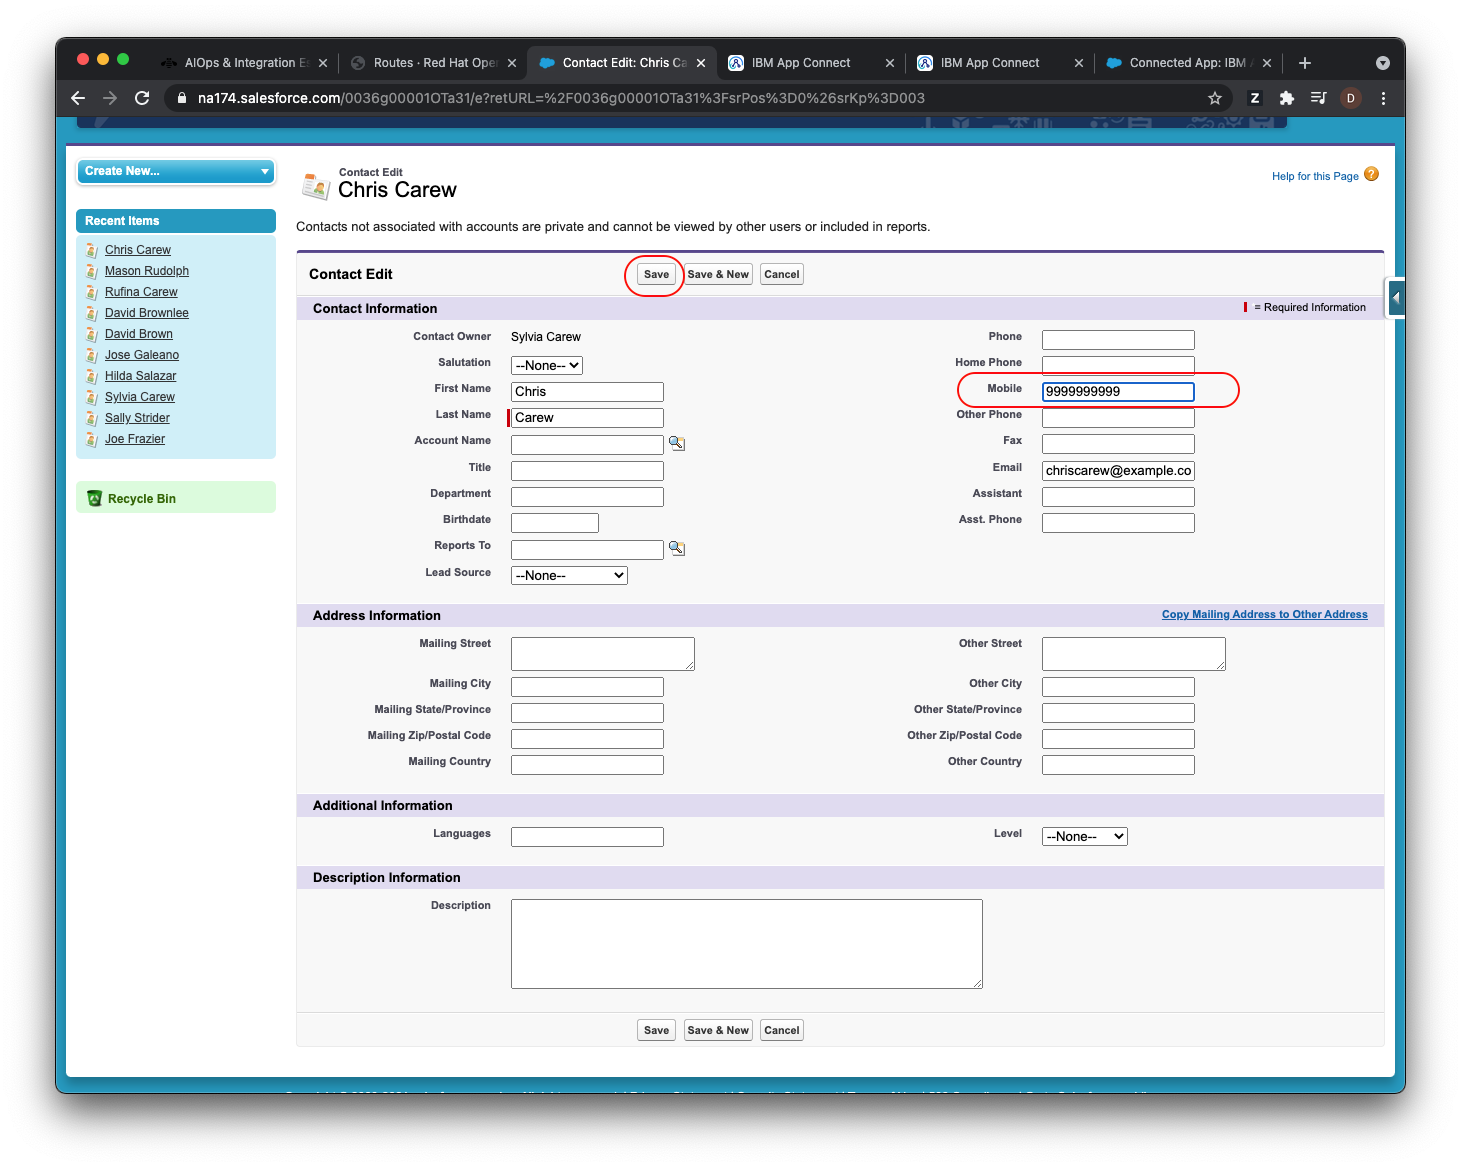 AIOps & Integration Es
Routes · Red Hat Oper
Contact Edit: Chris Ca
IBM App Connect
IBM App Connect
Connected App: IBM A
na174.salesforce.com/0036g00001OTa31/e?retURL=%2F0036g00001OTa31%3FsrPos%3D0%26srKp%3D003
Z
D
Create New...
Recent Items
Chris Carew
Mason Rudolph
Rufina Carew
David Brownlee
David Brown
Jose Galeano
Hilda Salazar
Sylvia Carew
Sally Strider
Joe Frazier
Recycle Bin
Contact Edit
Chris Carew
Help for this Page ?
Contacts not associated with accounts are private and cannot be viewed by other users or included in reports.
Contact Edit
Save Save & New Cancel
Contact Information
= Required Information
Contact Owner Sylvia Carew
Phone
Salutation --None--
Home Phone
First Name Chris
Mobile 9999999999
Last Name Carew
Other Phone
Account Name
Fax
Title
Email chriscarew@example.co
Department
Assistant
Birthdate
Asst. Phone
Reports To
Lead Source --None--
Address Information
Copy Mailing Address to Other Address
Mailing Street
Other Street
Mailing City
Other City
Mailing State/Province
Other State/Province
Mailing Zip/Postal Code
Other Zip/Postal Code
Mailing Country
Other Country
Additional Information
Languages
Level --None--
Description Information
Description
Save Save & New Cancel